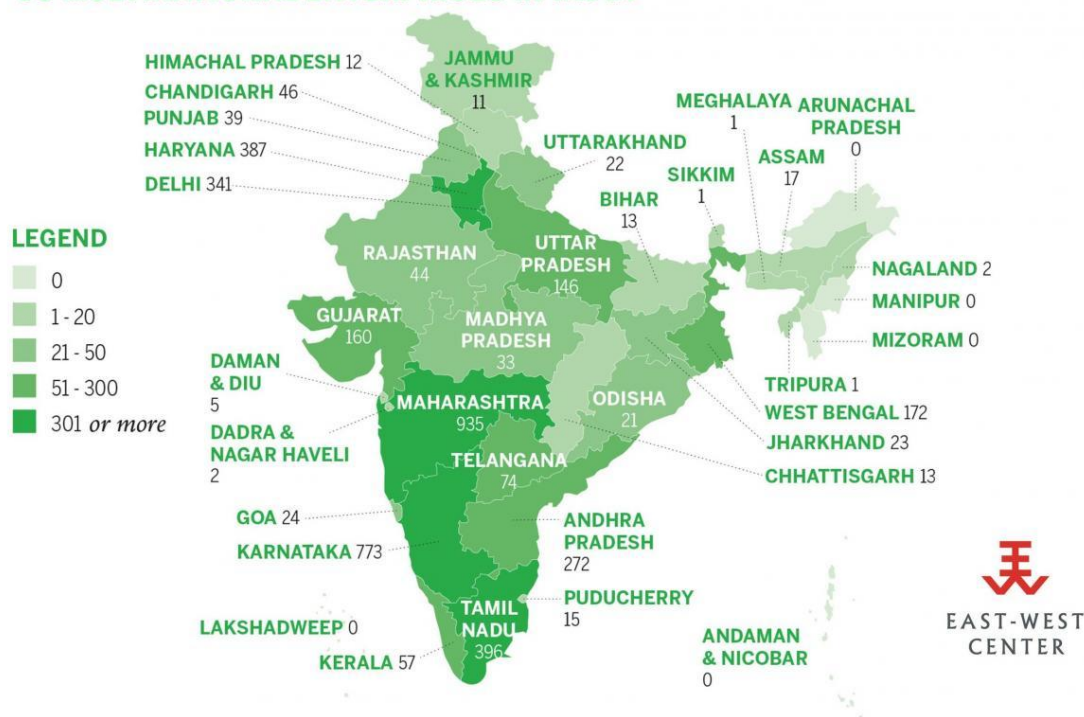 HIMACHAL PRADESH 12
CHANDIGARH 46
PUNJAB 39
HARYANA 387
DELHI 341
JAMMU
& KASHMIR
11
UTTARAKHAND
22
MEGHALAYA
1
ARUNACHAL
PRADESH
0
ASSAM
17
SIKKIM
1
BIHAR
13
LEGEND
0
1 - 20
21 - 50
51 - 300
301 or more
RAJASTHAN
44
UTTAR
PRADESH
146
NAGALAND 2
MANIPUR 0
MIZORAM 0
GUJARAT
160
MADHYA
PRADESH
33
DAMAN
& DIU
5
DADRA &
NAGAR HAVELI
2
MAHARASHTRA
935
ODISHA
21
TRIPURA 1
WEST BENGAL 172
JHARKHAND 23
CHHATTISGARH 13
TELANGANA
74
GOA 24
KARNATAKA 773
ANDHRA
PRADESH
272
PUDUCHERRY
15
TAMIL
NADU
396
LAKSHADWEEP 0
KERALA 57
ANDAMAN
& NICOBAR
0
EAST-WEST
CENTER